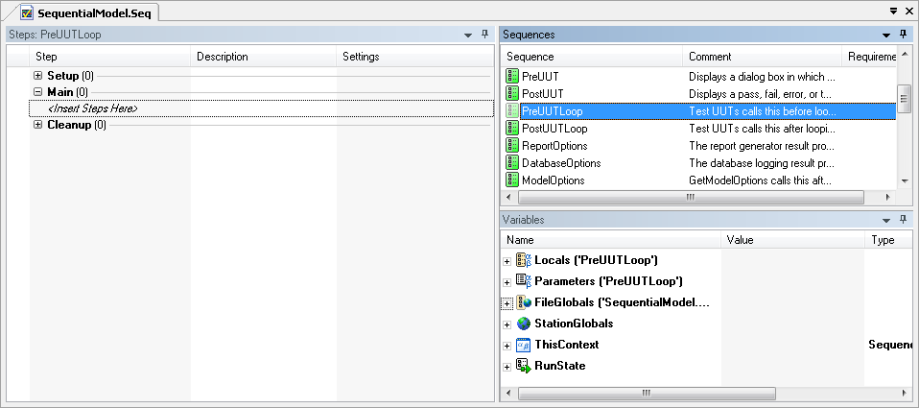 SequentialModel.Seq
Steps: PreUUTLoop
Step Description Settings
Setup (0)
Main (0)
<Insert Steps Here>
Cleanup (0)
Sequences
Sequence Comment Requireme
PreUUT Displays a dialog box in which ...
PostUUT Displays a pass, fail, error, or t...
PreUUTLoop Test UUTs calls this before loo...
PostUUTLoop Test UUTs calls this after loopi...
ReportOptions The report generator result pro...
DatabaseOptions The database logging result pr...
ModelOptions GetModelOptions calls this aft...
Variables
Name Value Type
Locals ('PreUUTLoop')
Parameters ('PreUUTLoop')
FileGlobals ('SequentialModel....
StationGlobals
ThisContext Sequenc
RunState